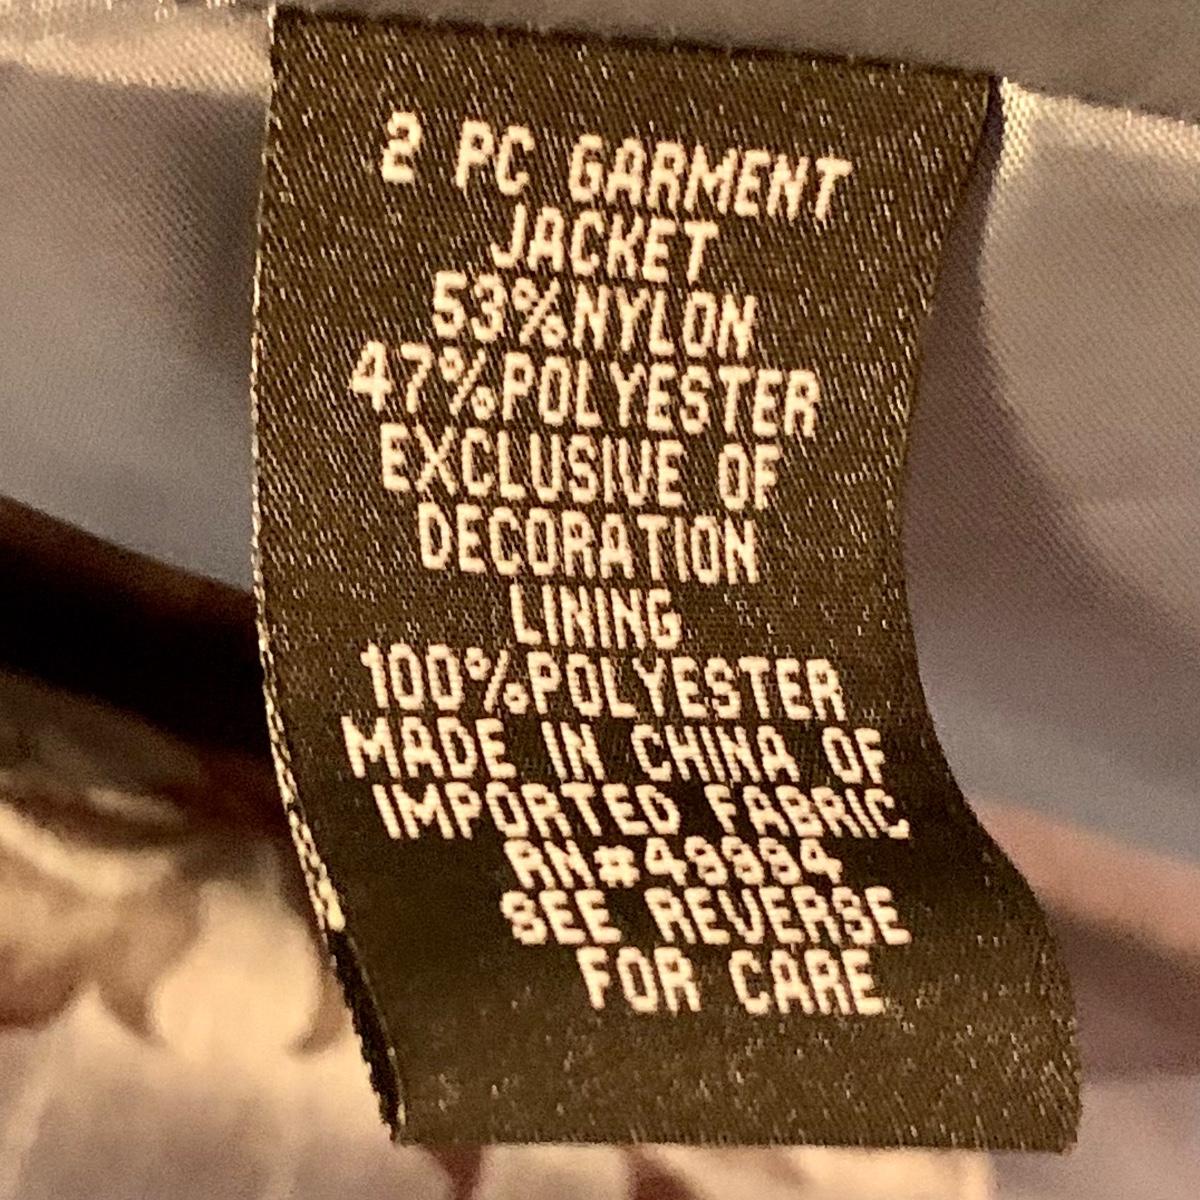 2 PC GARMENT
JACKET
53%NYLON
47%POLYESTER
EXCLUSIVE OF
DECORATION
LINING
100%POLYESTER
MADE IN CHINA OF
IMPORTED FABRIC
RN#49994
SEE REVERSE
FOR CARE